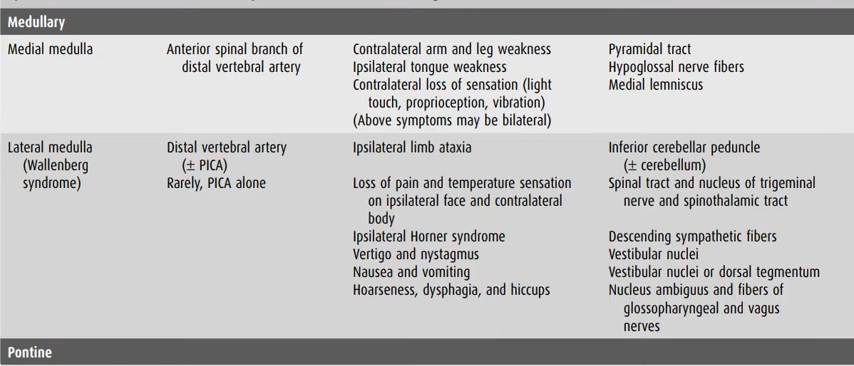 Medullary
Medial medulla
Anterior spinal branch of
distal vertebral artery
Contralateral arm and leg weakness
Ipsilateral tongue weakness
Contralateral loss of sensation (light
touch, proprioception, vibration)
(Above symptoms may be bilateral)
Pyramidal tract
Hypoglossal nerve fibers
Medial lemniscus
Lateral medulla
(Wallenberg
syndrome)
Distal vertebral artery
(± PICA)
Rarely, PICA alone
Ipsilateral limb ataxia
Loss of pain and temperature sensation
on ipsilateral face and contralateral
body
Ipsilateral Horner syndrome
Vertigo and nystagmus
Nausea and vomiting
Hoarseness, dysphagia, and hiccups
Inferior cerebellar peduncle
(± cerebellum)
Spinal tract and nucleus of trigeminal
nerve and spinothalamic tract
Descending sympathetic fibers
Vestibular nuclei
Vestibular nuclei or dorsal tegmentum
Nucleus ambiguus and fibers of
glossopharyngeal and vagus
nerves
Pontine